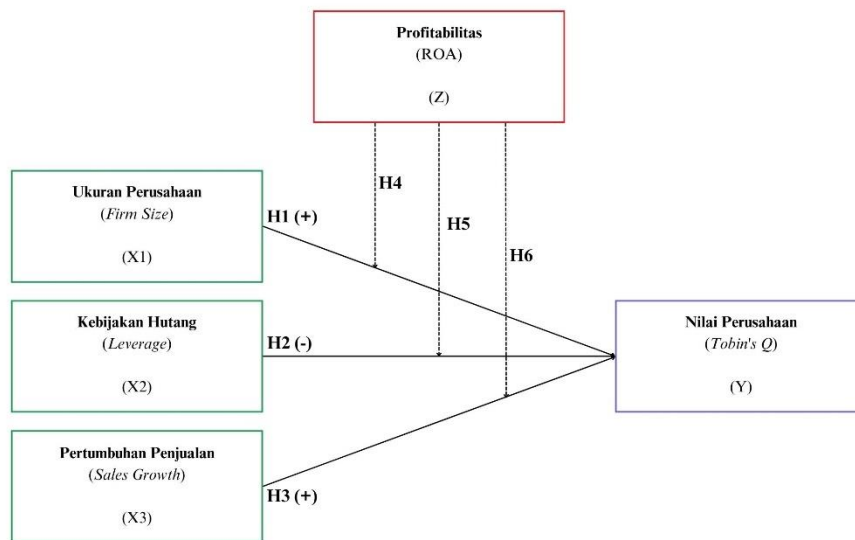 Profitabilitas
(ROA)
(Z)
H4
H5
H6
Ukuran Perusahaan
(Firm Size)
(X1)
H1 (+)
Kebijakan Hutang
(Leverage)
(X2)
H2 (-)
Pertumbuhan Penjualan
(Sales Growth)
(X3)
H3 (+)
Nilai Perusahaan
(Tobin's Q)
(Y)